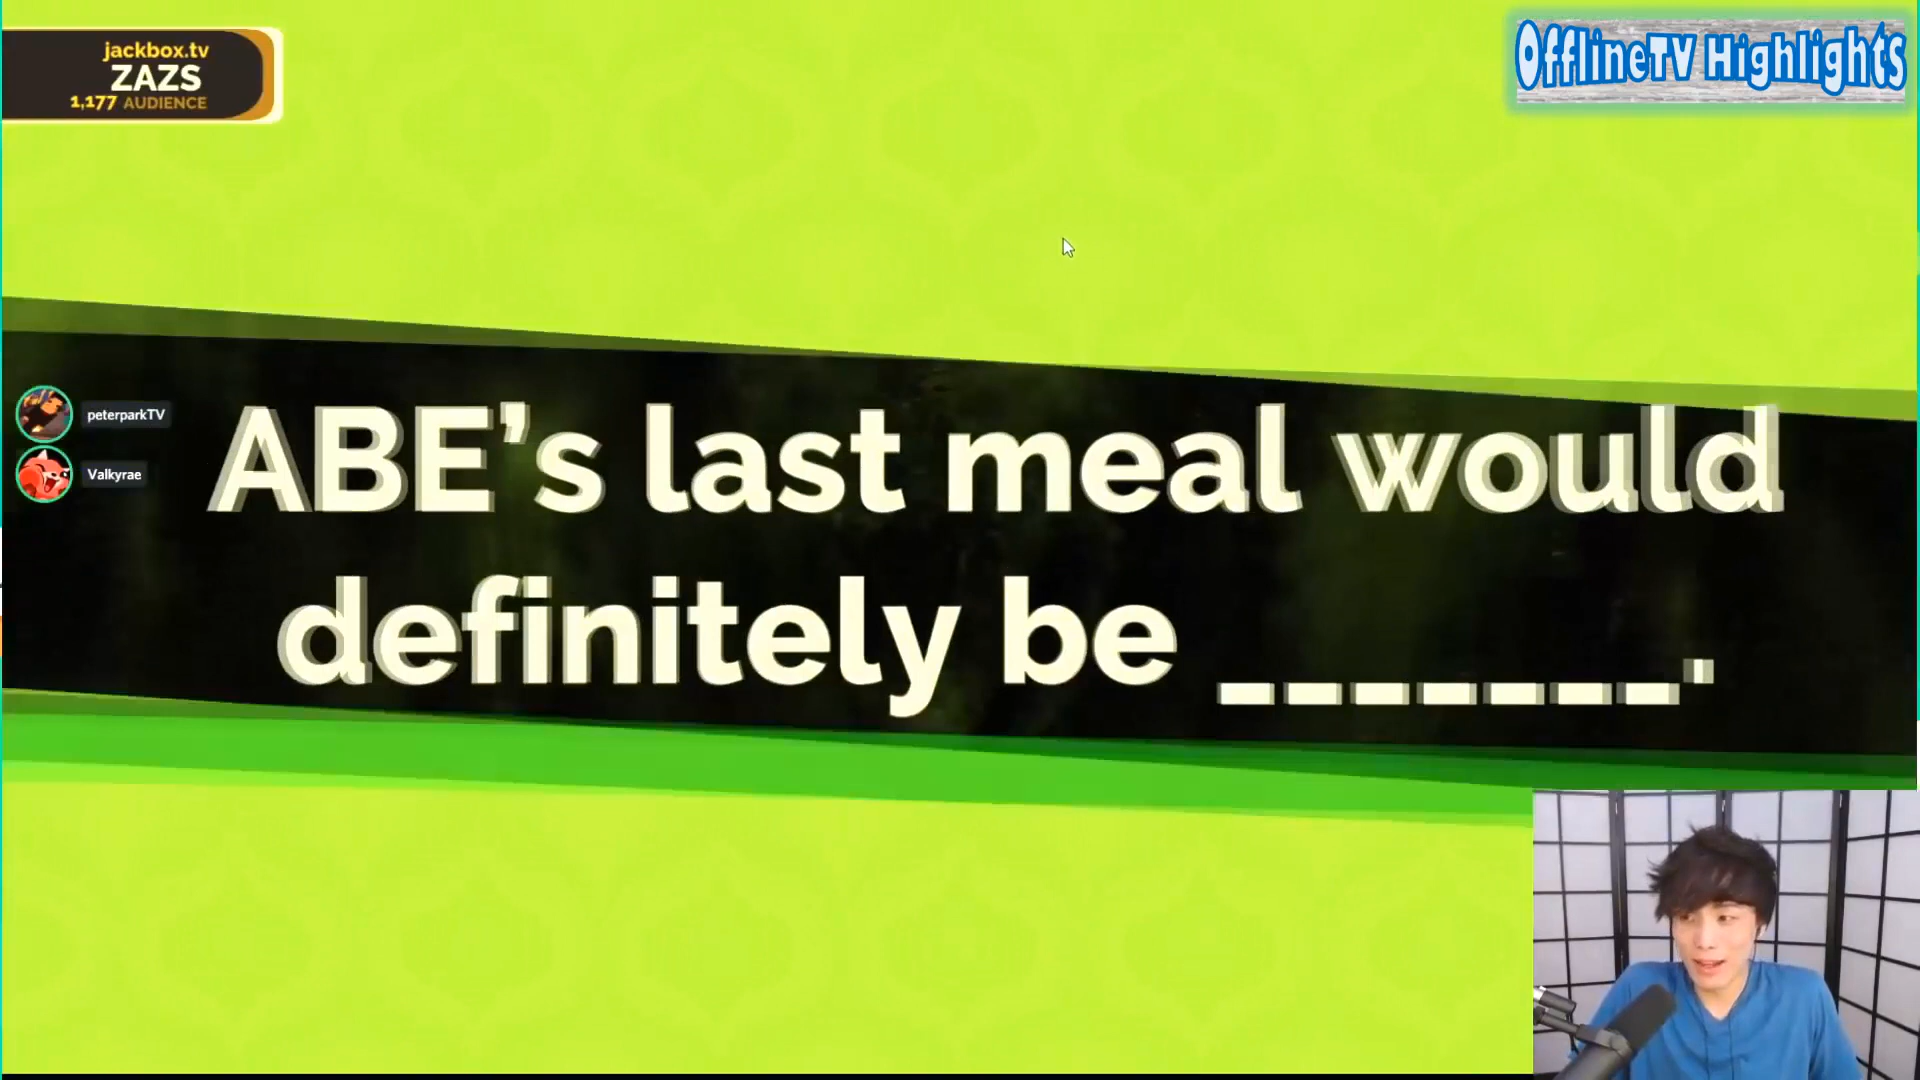 jackbox.tv
ZAZS
1,177 AUDIENCE
OfflineTV Highlights
peterparkTV
Valkyrae
ABE's last meal would
definitely be _______.